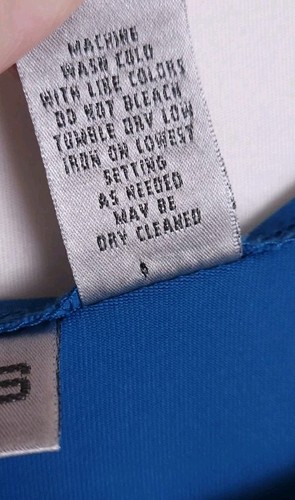 MACHINE
WASH COLD
WITH LIKE COLORS
DO NOT BLEACH
TUMBLE DRY LOW
IRON ON LOWEST
SETTING
AS NEEDED
MAY BE
DRY CLEANED